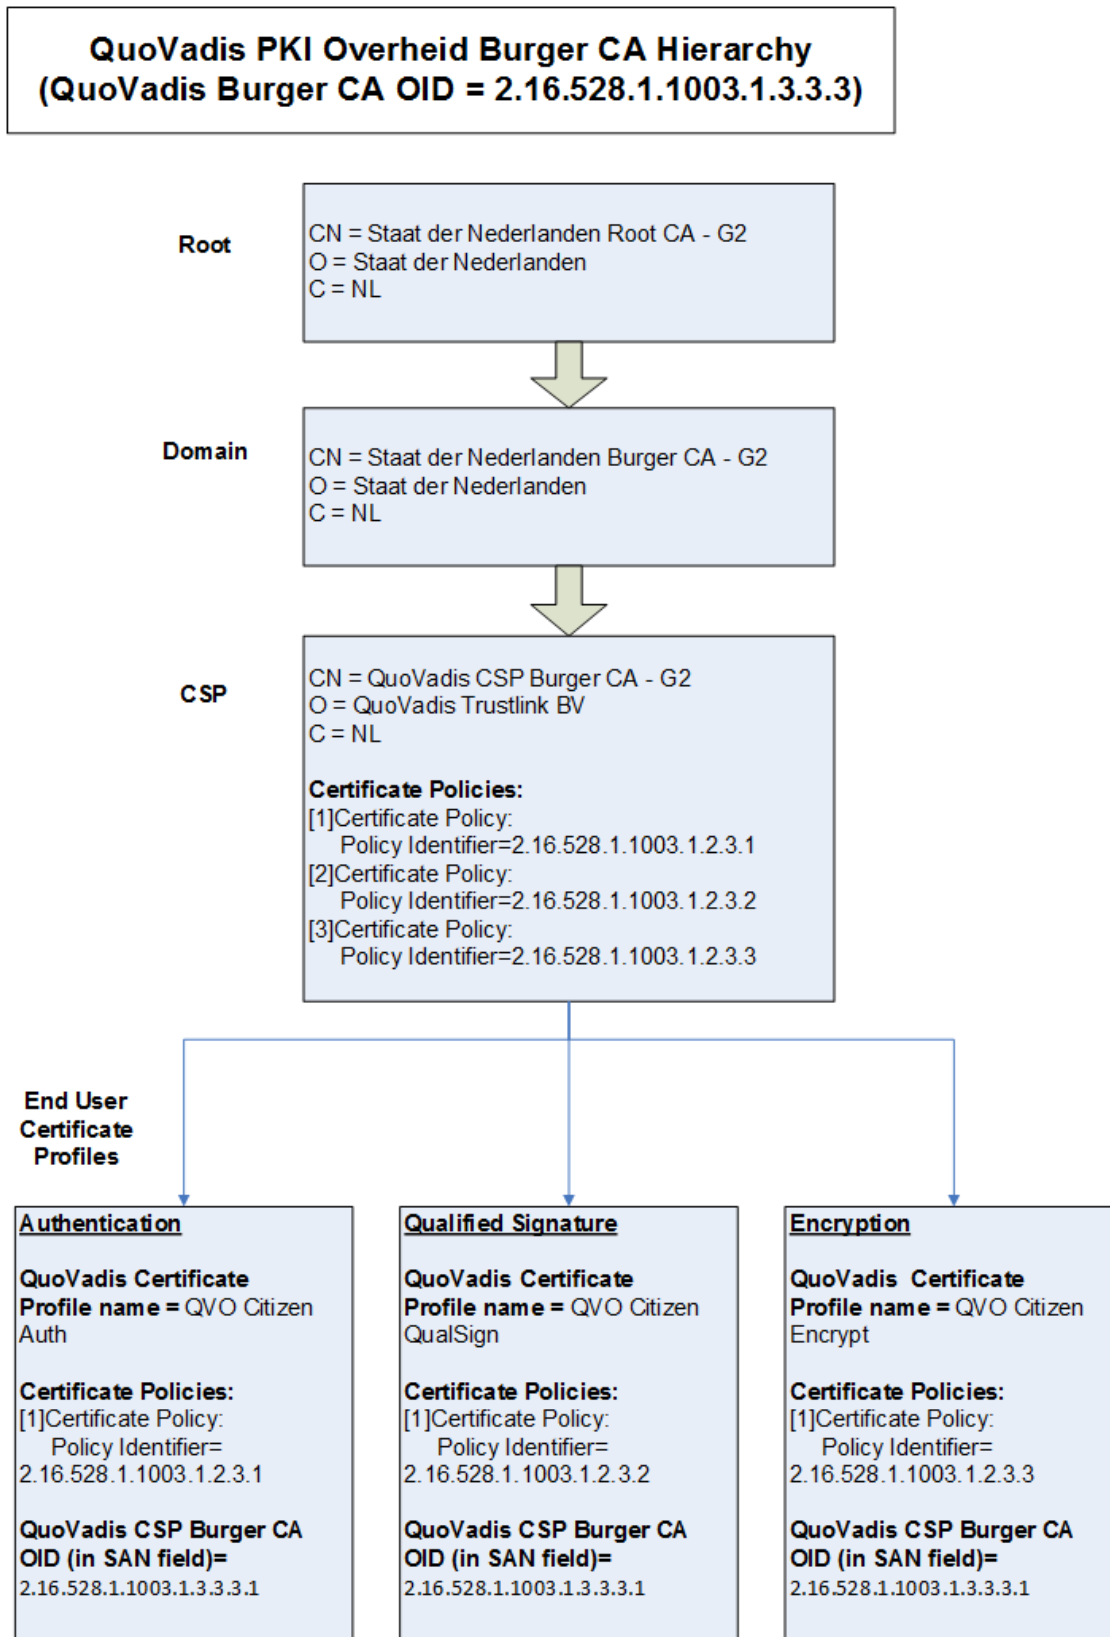 QuoVadis PKI Overheid Burger CA Hierarchy
(QuoVadis Burger CA OID = 2.16.528.1.1003.1.3.3.3)
Root
CN = Staat der Nederlanden Root CA - G2
O = Staat der Nederlanden
C = NL
Domain
CN = Staat der Nederlanden Burger CA - G2
O = Staat der Nederlanden
C = NL
CSP
CN = QuoVadis CSP Burger CA - G2
O = QuoVadis Trustlink BV
C = NL
Certificate Policies:
[1]Certificate Policy:
Policy Identifier=2.16.528.1.1003.1.2.3.1
[2]Certificate Policy:
Policy Identifier=2.16.528.1.1003.1.2.3.2
[3]Certificate Policy:
Policy Identifier=2.16.528.1.1003.1.2.3.3
End User
Certificate
Profiles
Authentication
QuoVadis Certificate
Profile name = QVO Citizen
Auth
Certificate Policies:
[1]Certificate Policy:
Policy Identifier=
2.16.528.1.1003.1.2.3.1
QuoVadis CSP Burger CA
OID (in SAN field)=
2.16.528.1.1003.1.3.3.3.1
Qualified Signature
QuoVadis Certificate
Profile name = QVO Citizen
QualSign
Certificate Policies:
[1]Certificate Policy:
Policy Identifier=
2.16.528.1.1003.1.2.3.2
QuoVadis CSP Burger CA
OID (in SAN field)=
2.16.528.1.1003.1.3.3.3.1
Encryption
QuoVadis Certificate
Profile name = QVO Citizen
Encrypt
Certificate Policies:
[1]Certificate Policy:
Policy Identifier=
2.16.528.1.1003.1.2.3.3
QuoVadis CSP Burger CA
OID (in SAN field)=
2.16.528.1.1003.1.3.3.3.1